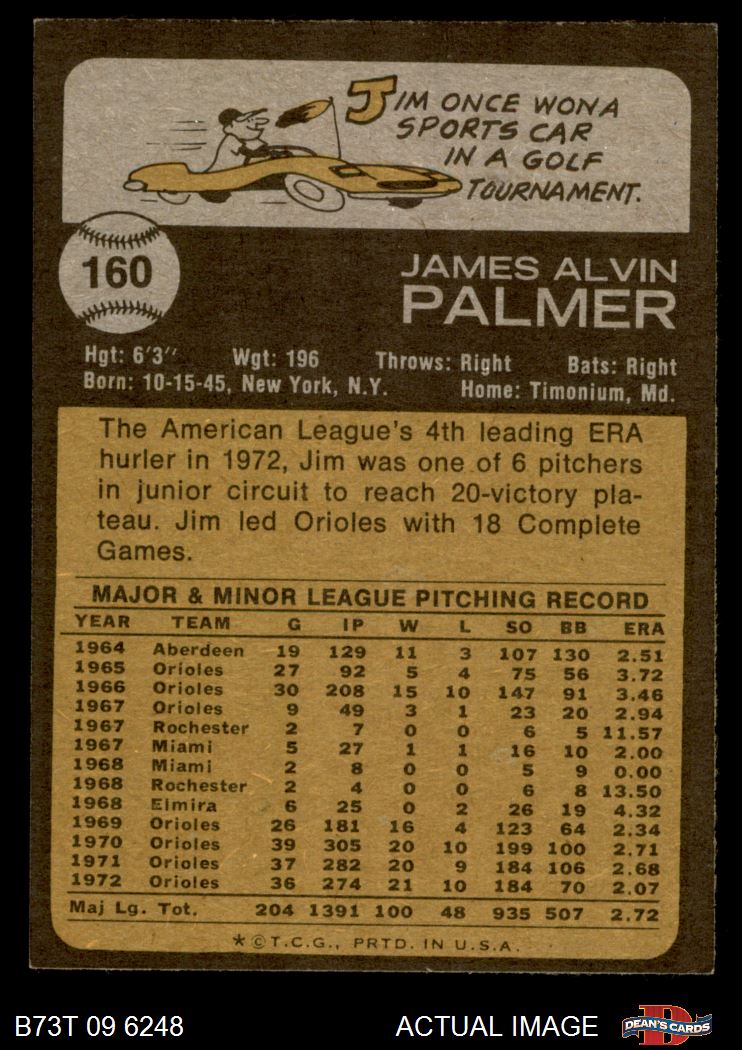 JIM ONCE WON A
SPORTS CAR
IN A GOLF
TOURNAMENT.
160
JAMES ALVIN
PALMER
Hgt: 6'3" Wgt: 196 Throws: Right Bats: Right
Born: 10-15-45, New York, N.Y. Home: Timonium, Md.
The American League's 4th leading ERA
hurler in 1972, Jim was one of 6 pitchers
in junior circuit to reach 20-victory pla-
teau. Jim led Orioles with 18 Complete
Games.
MAJOR & MINOR LEAGUE PITCHING RECORD
YEAR TEAM G IP W L SO BB ERA
1964 Aberdeen 19 129 11 3 107 130 2.51
1965 Orioles 27 92 5 4 75 56 3.72
1966 Orioles 30 208 15 10 147 91 3.46
1967 Orioles 9 49 3 1 23 20 2.94
1967 Rochester 2 7 0 0 6 5 11.57
1967 Miami 5 27 1 1 16 10 2.00
1968 Miami 2 8 0 0 5 9 0.00
1968 Rochester 2 4 0 0 6 8 13.50
1968 Elmira 6 25 0 2 26 19 4.32
1969 Orioles 26 181 16 4 123 64 2.34
1970 Orioles 39 305 20 10 199 100 2.71
1971 Orioles 37 282 20 9 184 106 2.68
1972 Orioles 36 274 21 10 184 70 2.07
Maj Lg. Tot. 204 1391 100 48 935 507 2.72
*©T.C.G., PRTD. IN U.S.A.
B73T 09 6248 ACTUAL IMAGE D DEAN'S CARDS